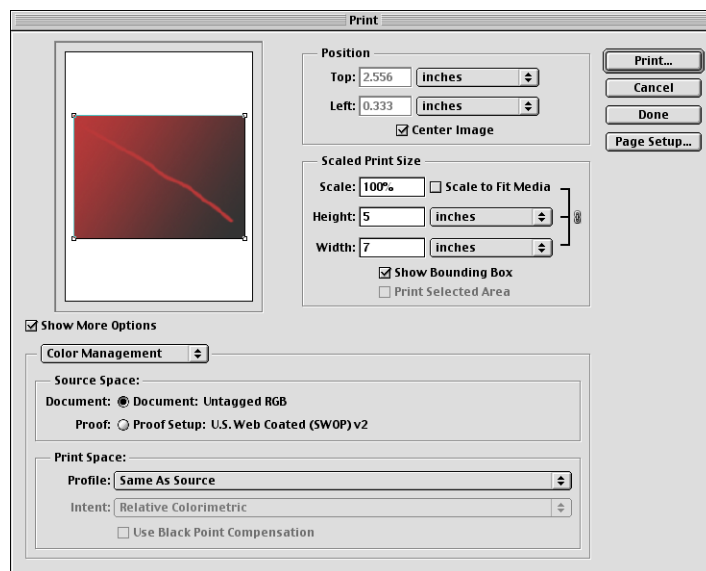 Print
Position
Top: 2.556 inches
Left: 0.333 inches
Center Image
Print...
Cancel
Done
Page Setup...
Scaled Print Size
Scale: 100% Scale to Fit Media
Height: 5 inches
Width: 7 inches
Show Bounding Box
Print Selected Area
Show More Options
Color Management
Source Space:
Document: Document: Untagged RGB
Proof: Proof Setup: U.S. Web Coated (SWOP) v2
Print Space:
Profile: Same As Source
Intent: Relative Colorimetric
Use Black Point Compensation